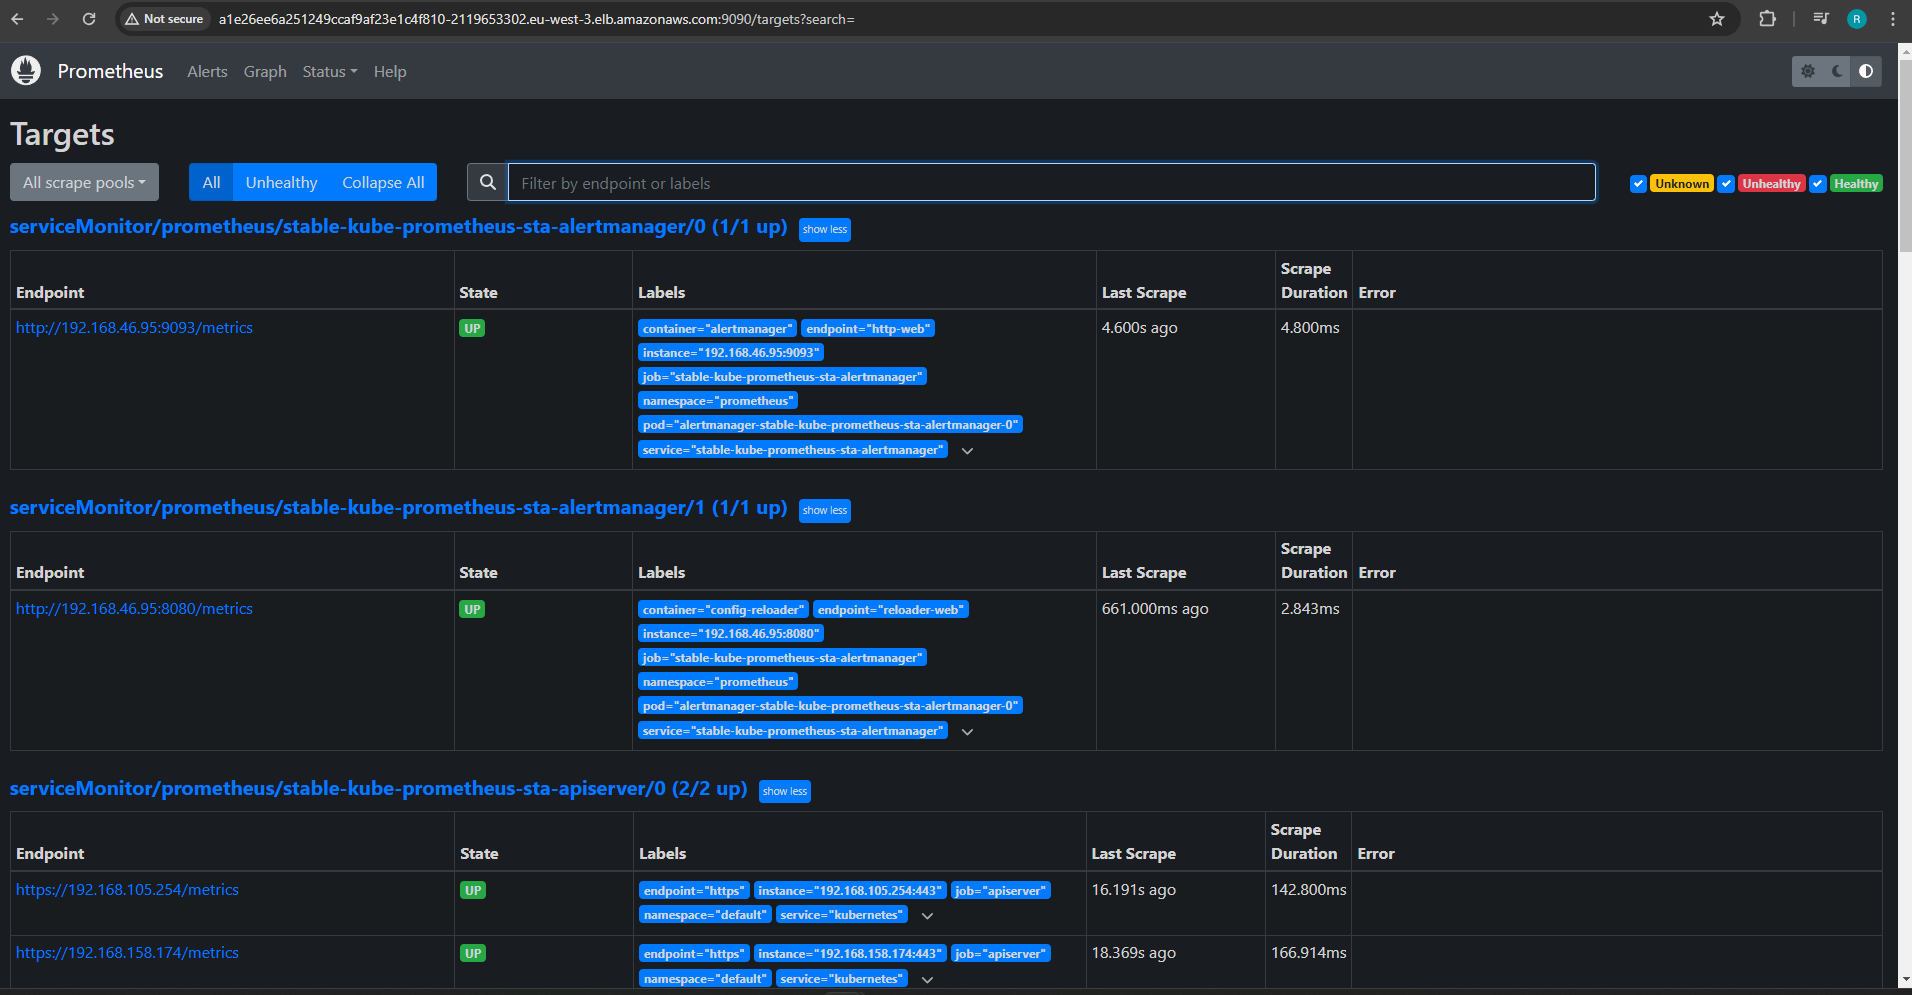 Not secure a1e26ee6a251249ccaf9af23e1c4f810-2119653302.eu-west-3.elb.amazonaws.com:9090/targets?search= R
Prometheus Alerts Graph Status Help
Targets
All scrape pools All Unhealthy Collapse All Filter by endpoint or labels Unknown Unhealthy Healthy
serviceMonitor/prometheus/stable-kube-prometheus-sta-alertmanager/0 (1/1 up) show less
Endpoint State Labels Last Scrape Scrape Duration Error
http://192.168.46.95:9093/metrics UP container="alertmanager" endpoint="http-web" 4.600s ago 4.800ms
instance="192.168.46.95:9093"
job="stable-kube-prometheus-sta-alertmanager"
namespace="prometheus"
pod="alertmanager-stable-kube-prometheus-sta-alertmanager-0"
service="stable-kube-prometheus-sta-alertmanager"
serviceMonitor/prometheus/stable-kube-prometheus-sta-alertmanager/1 (1/1 up) show less
Endpoint State Labels Last Scrape Scrape Duration Error
http://192.168.46.95:8080/metrics UP container="config-reloader" endpoint="reloader-web" 661.000ms ago 2.843ms
instance="192.168.46.95:8080"
job="stable-kube-prometheus-sta-alertmanager"
namespace="prometheus"
pod="alertmanager-stable-kube-prometheus-sta-alertmanager-0"
service="stable-kube-prometheus-sta-alertmanager"
serviceMonitor/prometheus/stable-kube-prometheus-sta-apiserver/0 (2/2 up) show less
Endpoint State Labels Last Scrape Scrape Duration Error
https://192.168.105.254/metrics UP endpoint="https" instance="192.168.105.254:443" job="apiserver" 16.191s ago 142.800ms
namespace="default" service="kubernetes"
https://192.168.158.174/metrics UP endpoint="https" instance="192.168.158.174:443" job="apiserver" 18.369s ago 166.914ms
namespace="default" service="kubernetes"